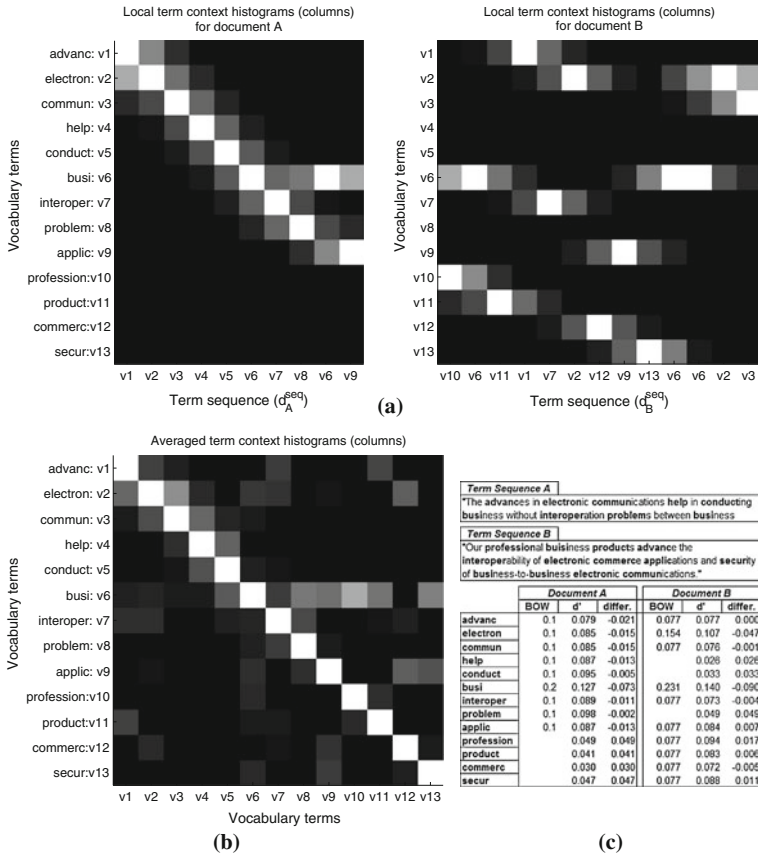 Local term context histograms (columns)
for document A
Local term context histograms (columns)
for document B
Vocabulary terms
advanc: v1
electron: v2
commun: v3
help: v4
conduct: v5
busi: v6
interoper: v7
problem: v8
applic: v9
profession:v10
product:v11
commerc:v12
secur:v13
v1 v2 v3 v4 v5 v6 v7 v8 v6 v9
Term sequence (d_A^seq)
Vocabulary terms
v1
v2
v3
v4
v5
v6
v7
v9
v10
v11
v12
v13
v10 v6 v11 v1 v7 v2 v12 v9 v13 v6 v6 v2 v3
Term sequence (d_B^seq)
(a)
Averaged term context histograms (columns)
Vocabulary terms
advanc: v1
electron: v2
commun: v3
help: v4
conduct: v5
busi: v6
interoper: v7
problem: v8
applic: v9
profession:v10
product:v11
commerc:v12
secur:v13
v1 v2 v3 v4 v5 v6 v7 v8 v9 v10 v11 v12 v13
Vocabulary terms
(b)
Term Sequence A
"The advances in electronic communications help in conducting
business without interoperation problems between business
Term Sequence B
"Our professional buisiness products advance the
interoperability of electronic commerce applications and security
of business-to-business electronic communications."
Document A Document B
BOW d' differ. BOW d' differ.
advanc 0.1 0.079 -0.021 0.077 0.077 0.000
electron 0.1 0.085 -0.015 0.154 0.107 -0.047
commun 0.1 0.085 -0.015 0.077 0.076 -0.001
help 0.1 0.087 -0.013 0.026 0.026
conduct 0.1 0.095 -0.005 0.033 0.033
busi 0.2 0.127 -0.073 0.231 0.140 -0.090
interoper 0.1 0.089 -0.011 0.077 0.073 -0.004
problem 0.1 0.098 -0.002 0.049 0.049
applic 0.1 0.087 -0.013 0.077 0.084 0.007
profession 0.049 0.049 0.077 0.094 0.017
product 0.041 0.041 0.077 0.083 0.006
commerc 0.030 0.030 0.077 0.072 -0.005
secur 0.047 0.047 0.077 0.088 0.011
(c)